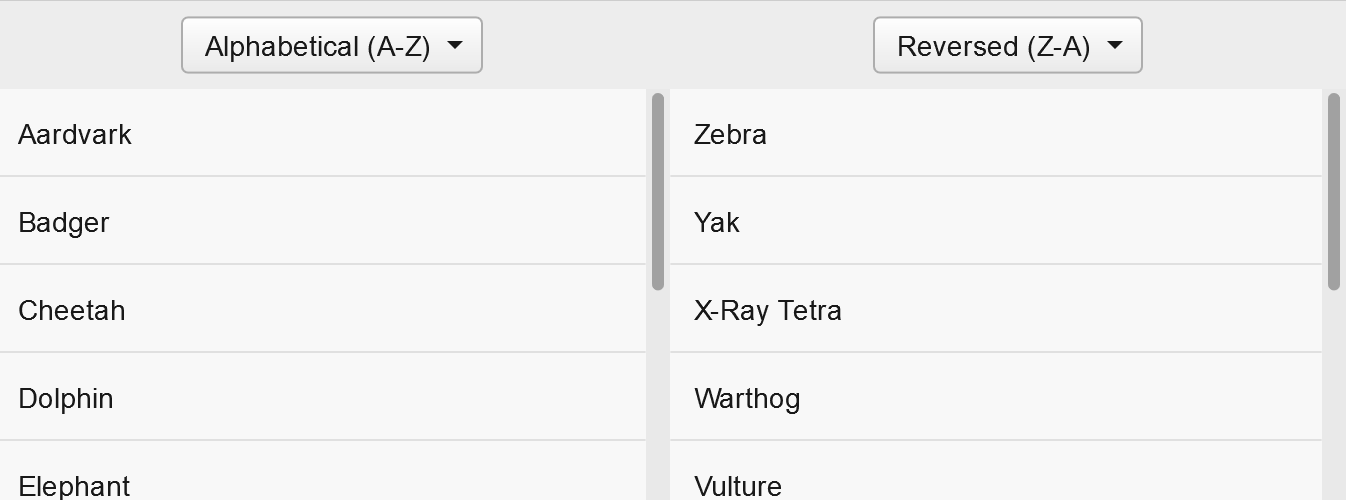 Alphabetical (A-Z)
Aardvark
Badger
Cheetah
Dolphin
Elephant
Reversed (Z-A)
Zebra
Yak
X-Ray Tetra
Warthog
Vulture